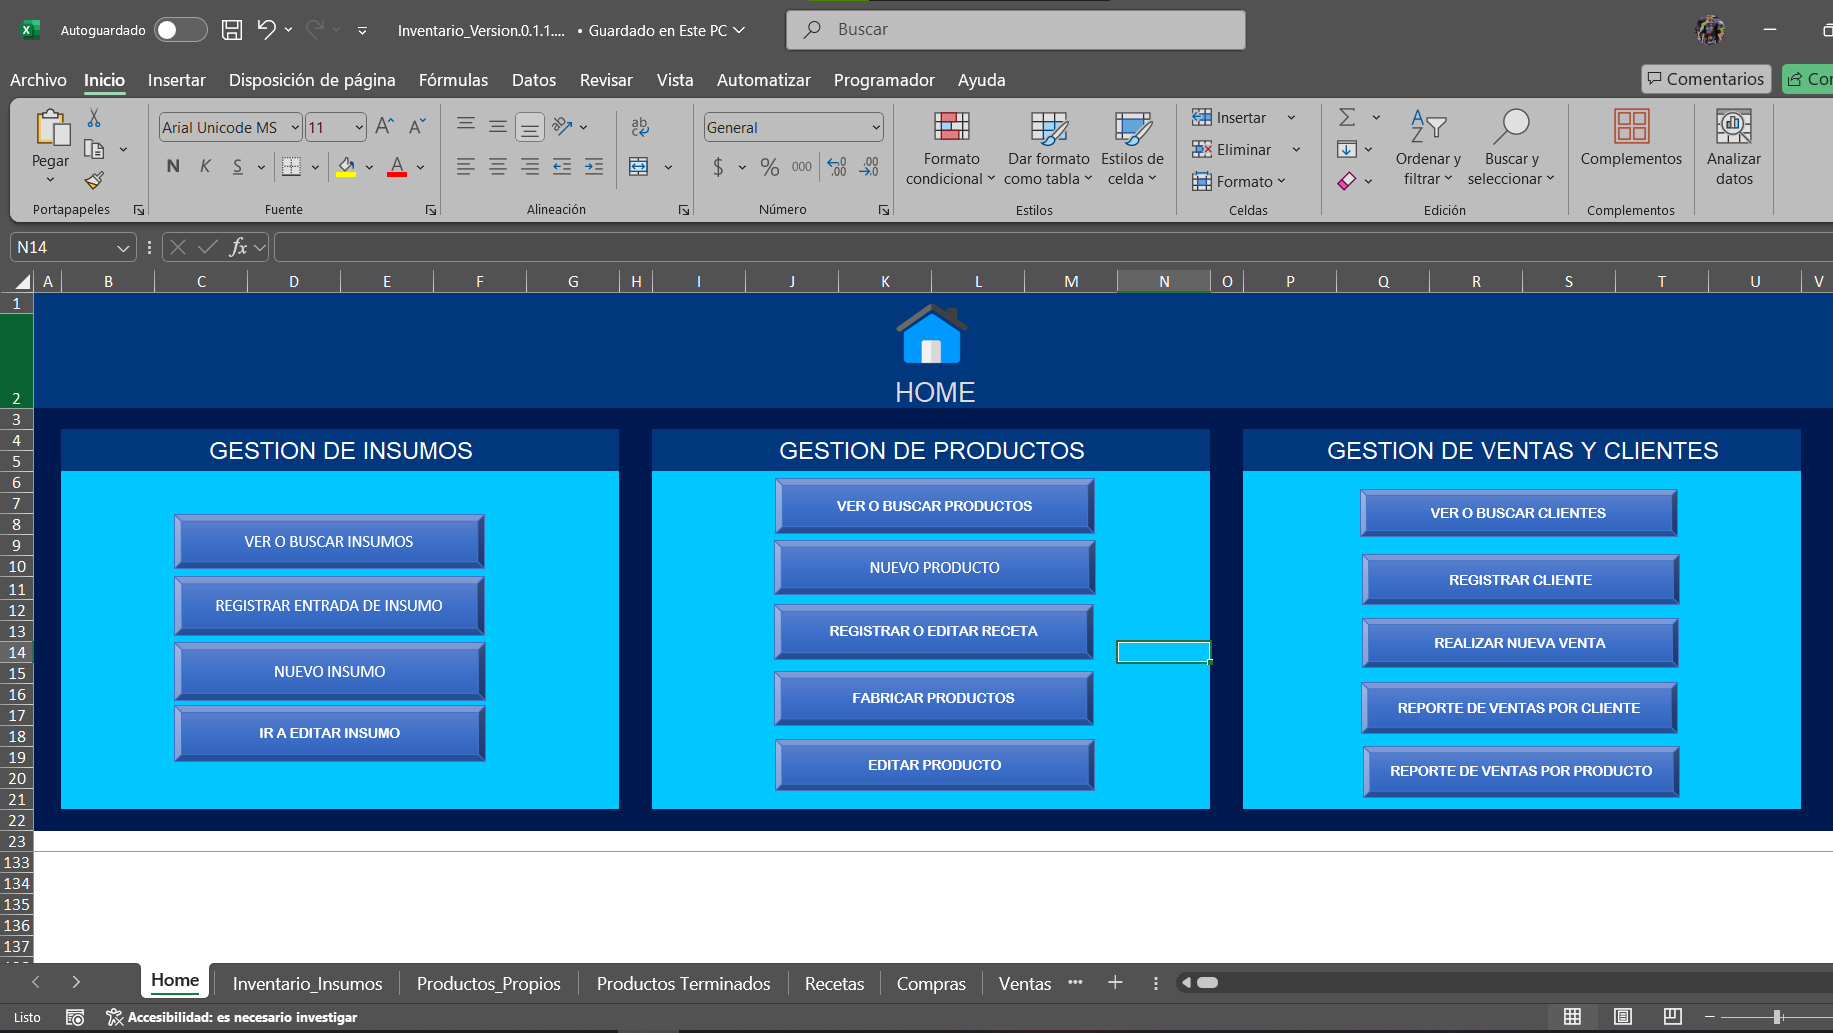 Autoguardado
Inventario_Version.0.1.1.... • Guardado en Este PC
Buscar
Archivo Inicio Insertar Disposición de página Fórmulas Datos Revisar Vista Automatizar Programador Ayuda
Comentarios
Cor
Pegar
Portapapeles
Arial Unicode MS 11
N K S
Fuente
Alineación
General
$ % 000
Número
Formato condicional
Dar formato como tabla
Estilos de celda
Estilos
Insertar
Eliminar
Formato
Celdas
Ordenar y filtrar
Buscar y seleccionar
Edición
Complementos
Complementos
Analizar datos
N14
fx
A B C D E F G H I J K L M N O P Q R S T U V
1
2
3
4
5
6
7
8
9
10
11
12
13
14
15
16
17
18
19
20
21
22
23
133
134
135
136
137
HOME
GESTION DE INSUMOS
VER O BUSCAR INSUMOS
REGISTRAR ENTRADA DE INSUMO
NUEVO INSUMO
IR A EDITAR INSUMO
GESTION DE PRODUCTOS
VER O BUSCAR PRODUCTOS
NUEVO PRODUCTO
REGISTRAR O EDITAR RECETA
FABRICAR PRODUCTOS
EDITAR PRODUCTO
GESTION DE VENTAS Y CLIENTES
VER O BUSCAR CLIENTES
REGISTRAR CLIENTE
REALIZAR NUEVA VENTA
REPORTE DE VENTAS POR CLIENTE
REPORTE DE VENTAS POR PRODUCTO
Home Inventario_Insumos Productos_Propios Productos Terminados Recetas Compras Ventas ...
Listo
Accesibilidad: es necesario investigar